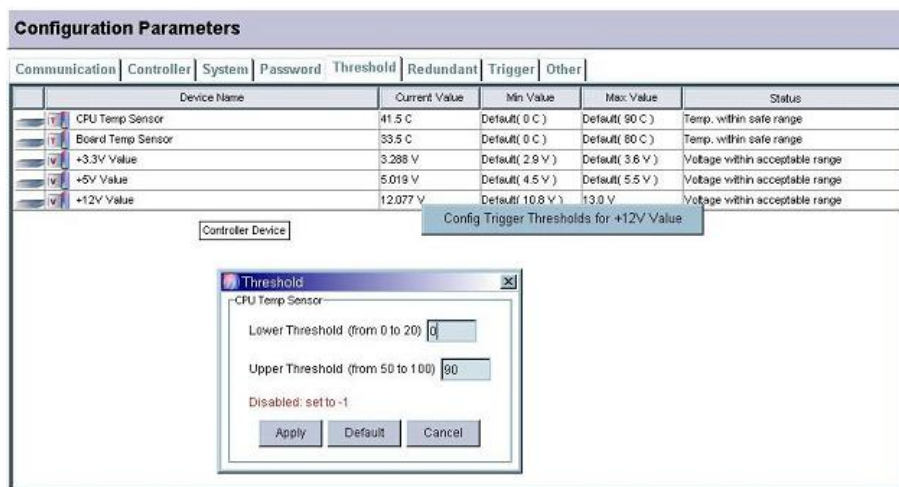 Configuration Parameters
Communication Controller System Password Threshold Redundant Trigger Other
Device Name Current Value Min Value Max Value Status
T CPU Temp Sensor 41.5 C Default( 0 C ) Default( 90 C ) Temp. within safe range
T Board Temp Sensor 33.5 C Default( 0 C ) Default( 80 C ) Temp. within safe range
V +3.3V Value 3.288 V Default( 2.9 V ) Default( 3.6 V ) Voltage within acceptable range
V +5V Value 5.019 V Default( 4.5 V ) Default( 5.5 V ) Voltage within acceptable range
V +12V Value 12.077 V Default( 10.8 V ) 13.0 V Voltage within acceptable range
Config Trigger Thresholds for +12V Value
Controller Device
Threshold
CPU Temp Sensor
Lower Threshold (from 0 to 20) 0
Upper Threshold (from 50 to 100) 90
Disabled: set to -1
Apply Default Cancel